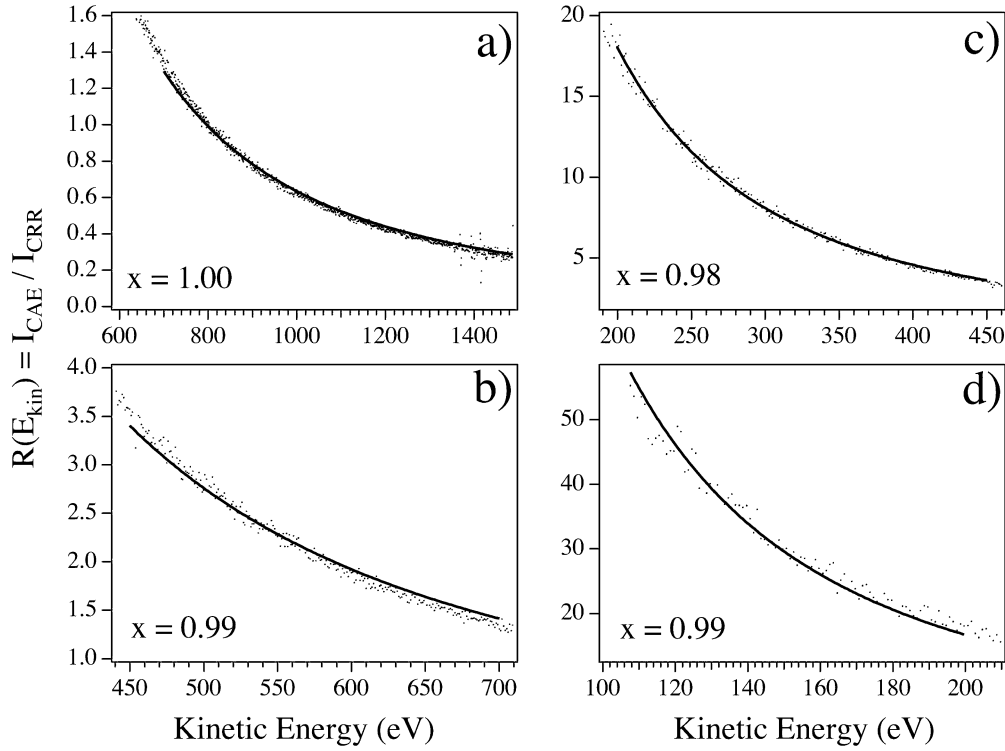 R(E_kin) = I_CAE / I_CRR
1.6
1.4
1.2
1.0
0.8
0.6
0.4
0.2
0.0
a)
x = 1.00
600 800 1000 1200 1400
20
15
10
5
c)
x = 0.98
200 250 300 350 400 450
4.0
3.5
3.0
2.5
2.0
1.5
1.0
b)
x = 0.99
450 500 550 600 650 700
Kinetic Energy (eV)
50
40
30
20
d)
x = 0.99
100 120 140 160 180 200
Kinetic Energy (eV)